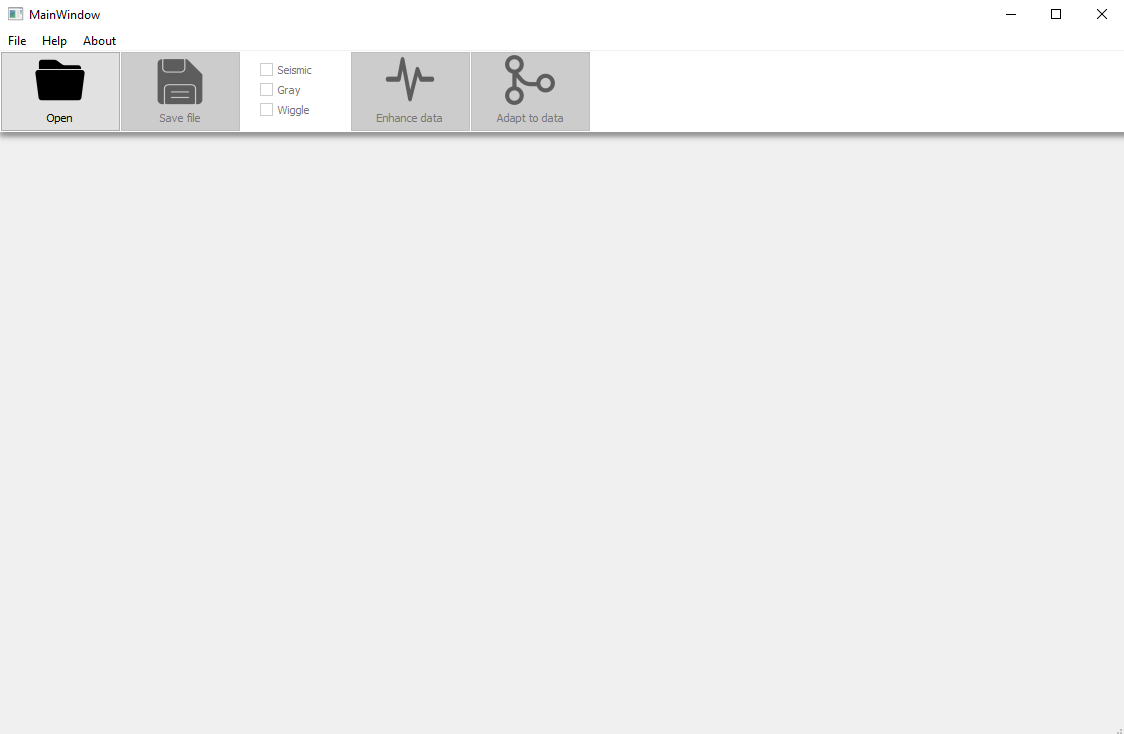 MainWindow
File Help About
Open
Save file
Seismic
Gray
Wiggle
Enhance data
Adapt to data